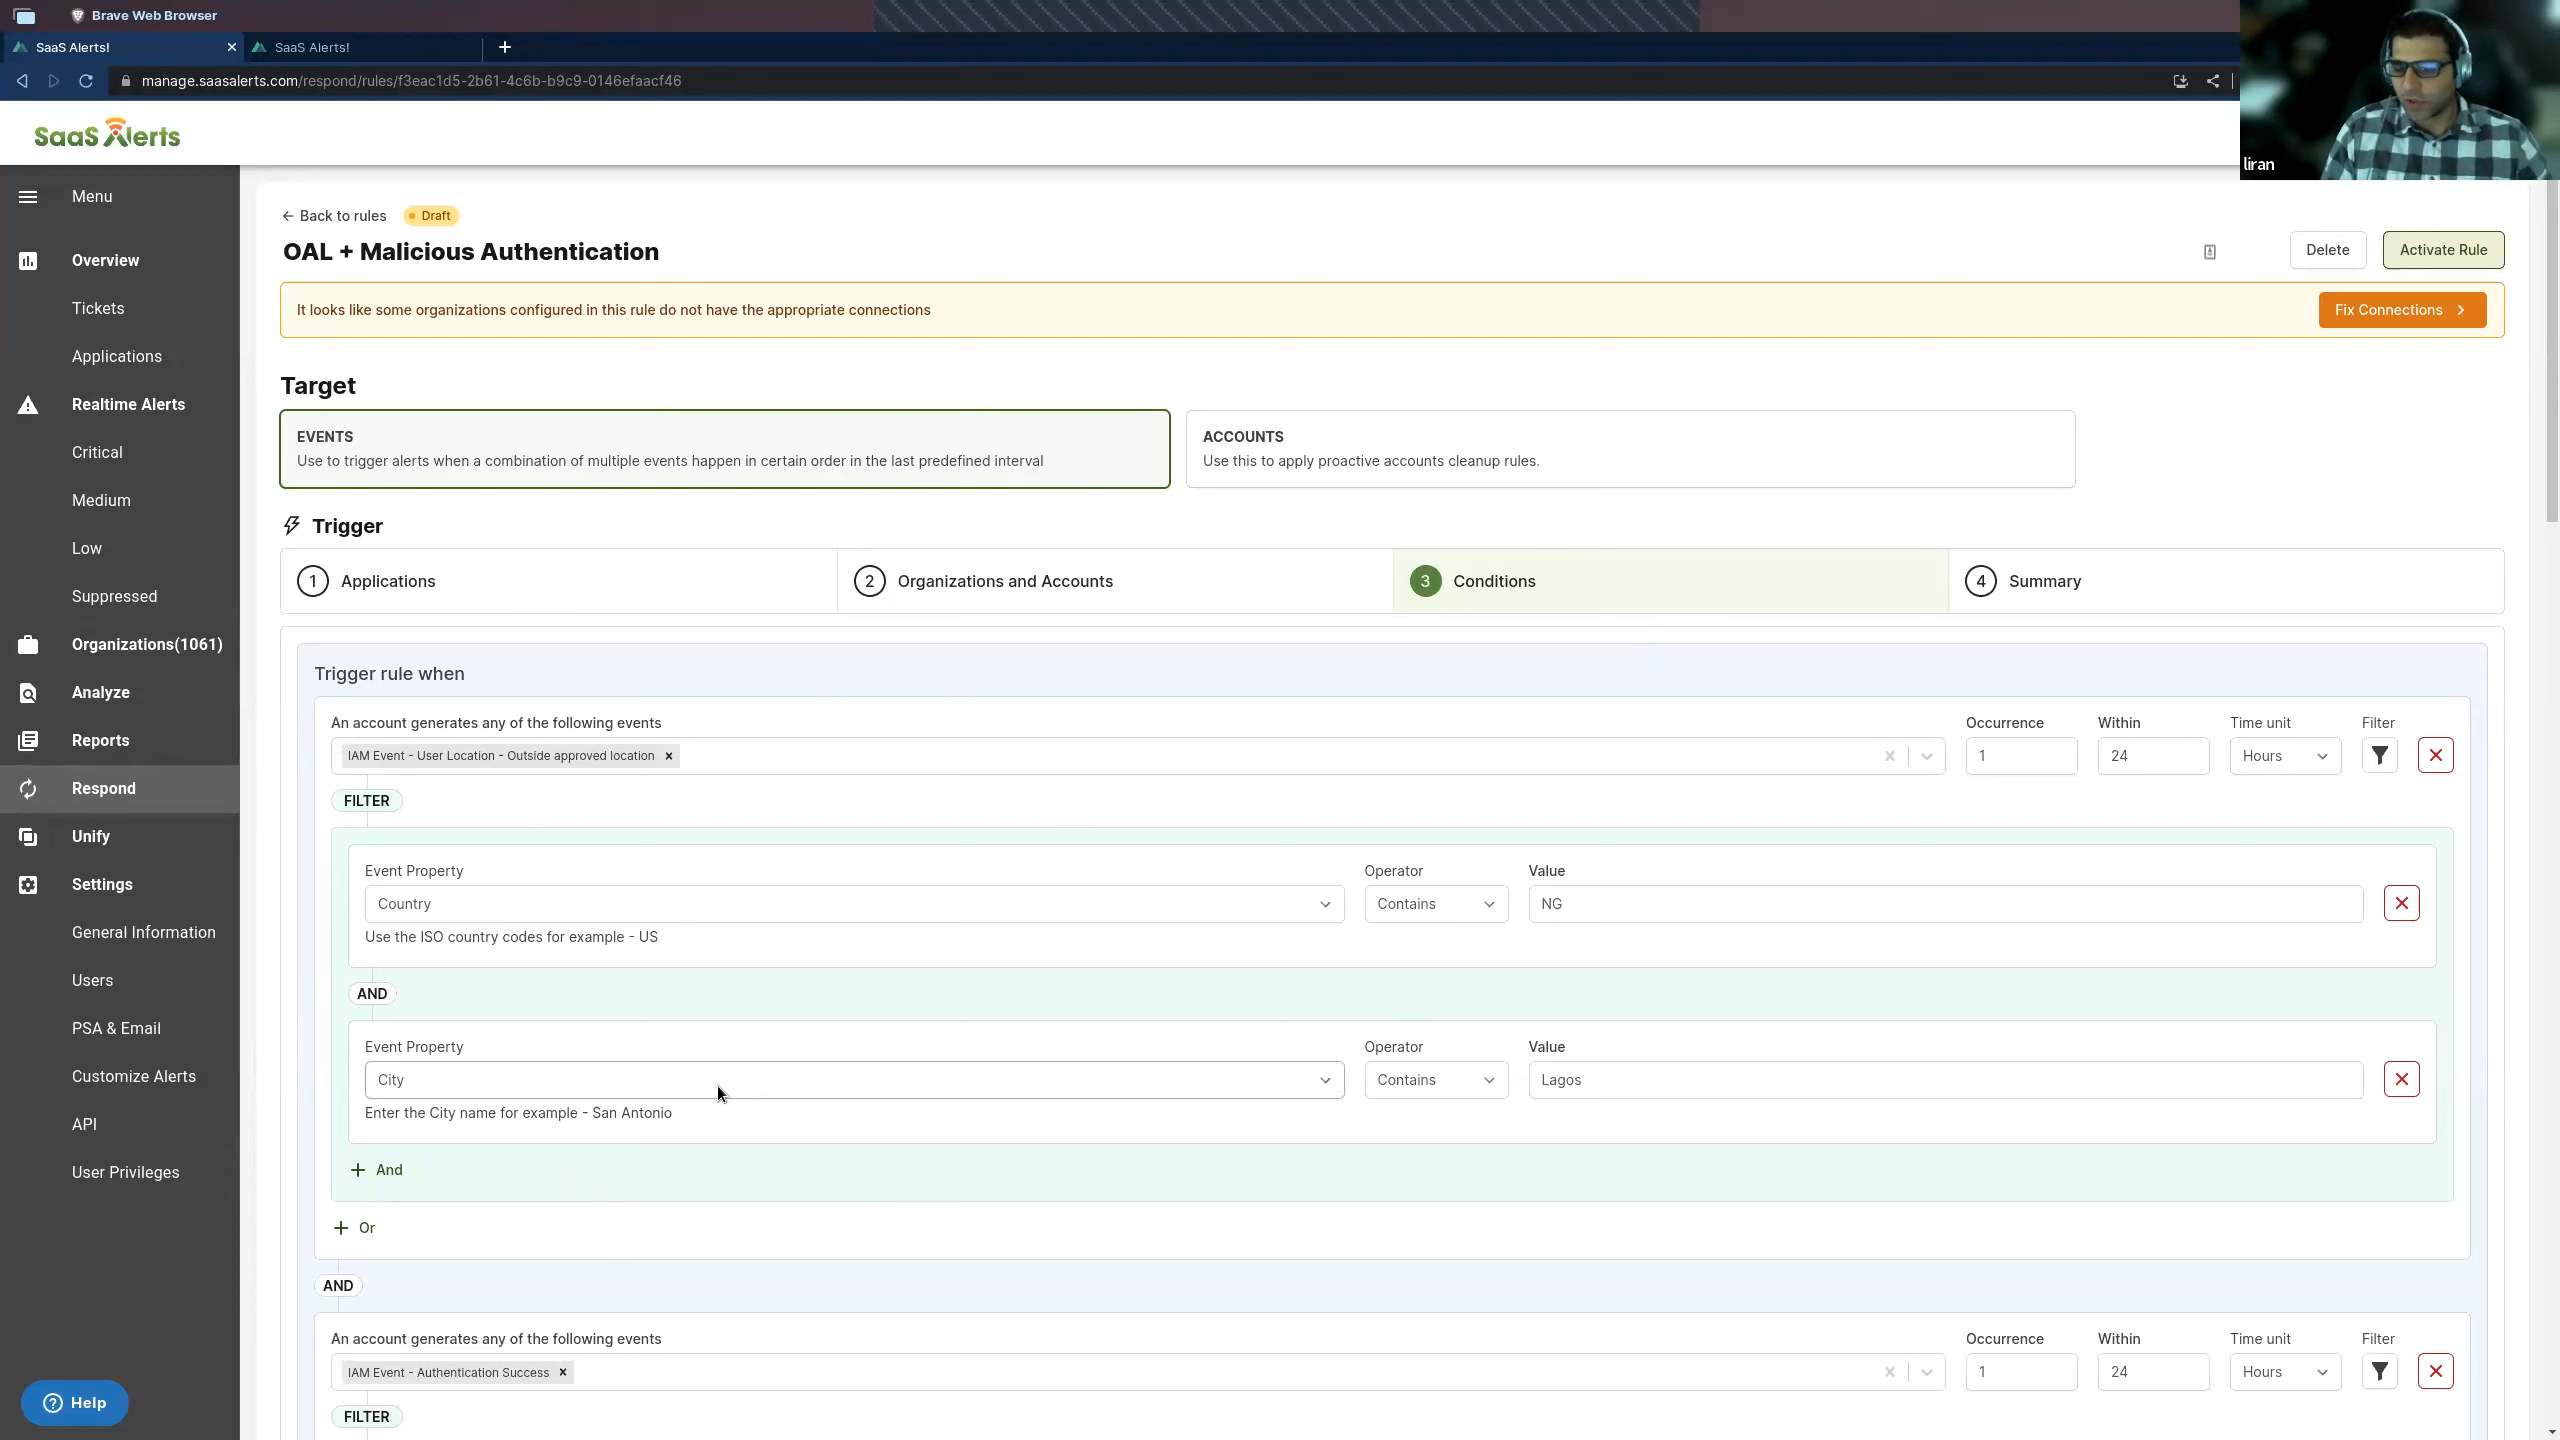 Brave Web Browser
SaaS Alerts!
SaaS Alerts!
manage.saasalerts.com/respond/rules/f3eac1d5-2b61-4c6b-b9c9-0146efaacf46
liran
SaaS Alerts
Menu
Overview
Tickets
Applications
Realtime Alerts
Critical
Medium
Low
Suppressed
Organizations(1061)
Analyze
Reports
Respond
Unify
Settings
General Information
Users
PSA & Email
Customize Alerts
API
User Privileges
Help
Back to rules
Draft
OAL + Malicious Authentication
Delete
Activate Rule
It looks like some organizations configured in this rule do not have the appropriate connections
Fix Connections
Target
EVENTS
Use to trigger alerts when a combination of multiple events happen in certain order in the last predefined interval
ACCOUNTS
Use this to apply proactive accounts cleanup rules.
Trigger
1 Applications
2 Organizations and Accounts
3 Conditions
4 Summary
Trigger rule when
An account generates any of the following events
Occurrence
Within
Time unit
Filter
IAM Event - User Location - Outside approved location
1
24
Hours
FILTER
Event Property
Operator
Value
Country
Contains
NG
Use the ISO country codes for example - US
AND
Event Property
Operator
Value
City
Contains
Lagos
Enter the City name for example - San Antonio
And
Or
AND
An account generates any of the following events
Occurrence
Within
Time unit
Filter
IAM Event - Authentication Success
1
24
Hours
FILTER